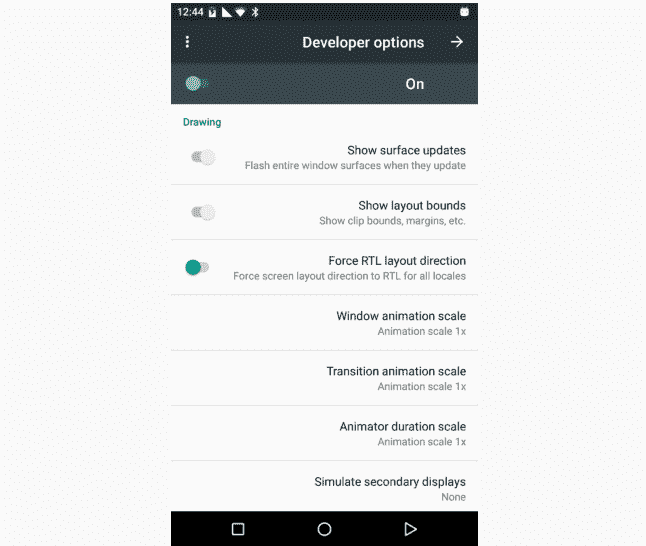 12:44
Developer options
On
Drawing
Show surface updates
Flash entire window surfaces when they update
Show layout bounds
Show clip bounds, margins, etc.
Force RTL layout direction
Force screen layout direction to RTL for all locales
Window animation scale
Animation scale 1x
Transition animation scale
Animation scale 1x
Animator duration scale
Animation scale 1x
Simulate secondary displays
None